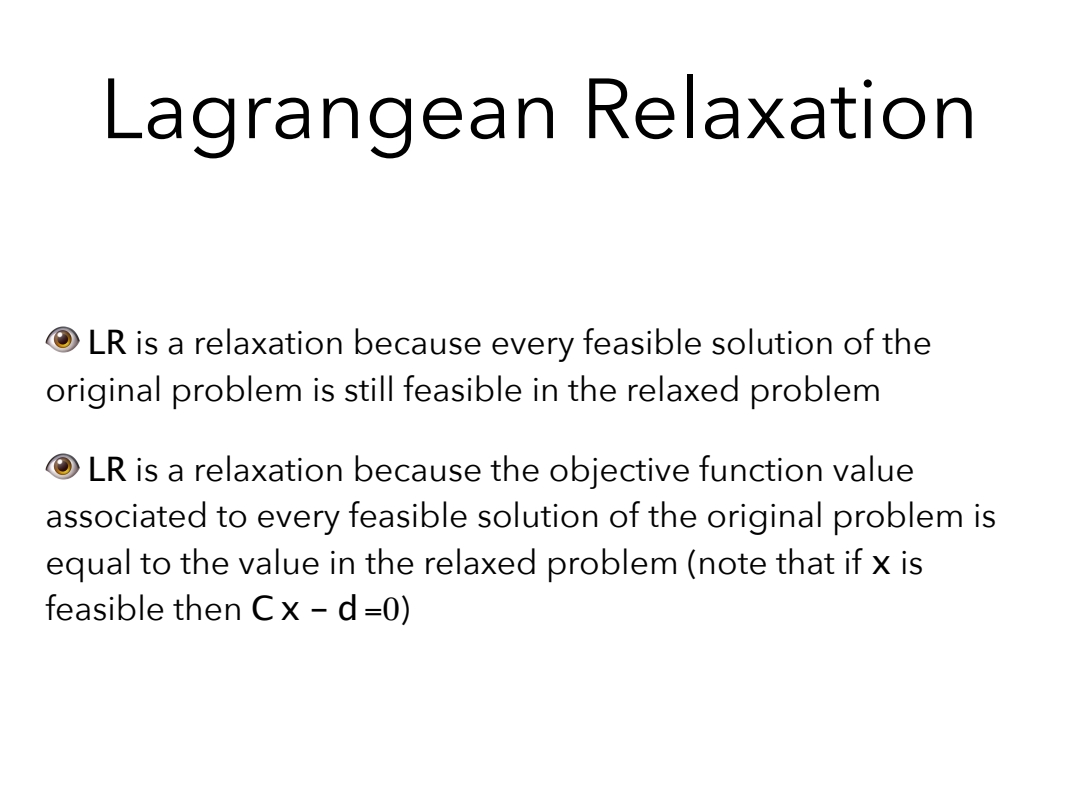 Lagrangean Relaxation
👁 LR is a relaxation because every feasible solution of the
original problem is still feasible in the relaxed problem
👁 LR is a relaxation because the objective function value
associated to every feasible solution of the original problem is
equal to the value in the relaxed problem (note that if x is
feasible then C x – d =0)